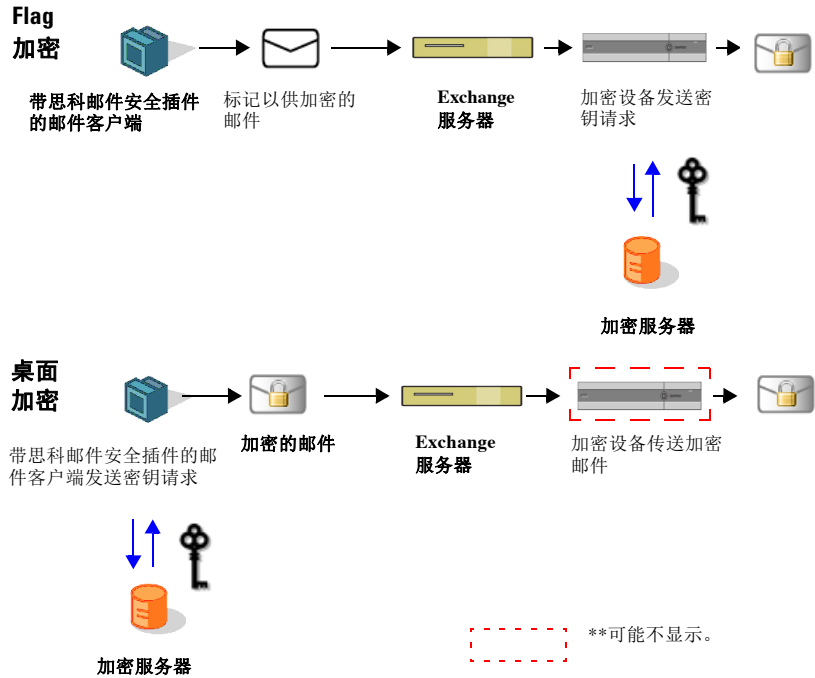 Flag
加密
带思科邮件安全插件
的邮件客户端
标记以供加密的
邮件
Exchange
服务器
加密设备发送密
钥请求
加密服务器
桌面
加密
带思科邮件安全插件的邮
件客户端发送密钥请求
加密的邮件
Exchange
服务器
加密设备传送加密
邮件
加密服务器
**可能不显示。